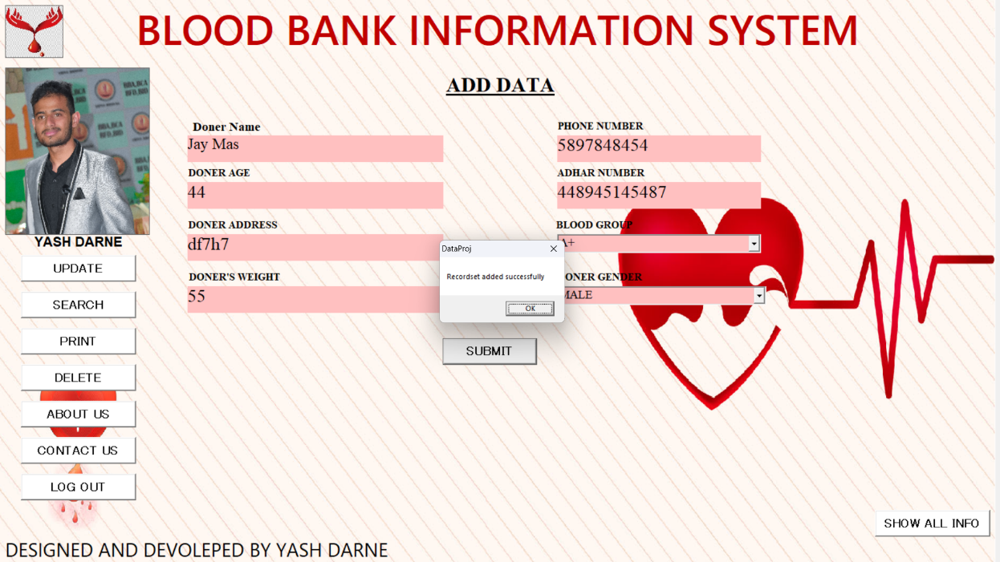 BLOOD BANK INFORMATION SYSTEM
ADD DATA
YASH DARNE
UPDATE
SEARCH
PRINT
DELETE
ABOUT US
CONTACT US
LOG OUT
Doner Name
Jay Mas
DONER AGE
44
DONER ADDRESS
df7h7
DONER'S WEIGHT
55
PHONE NUMBER
5897848454
ADHAR NUMBER
448945145487
BLOOD GROUP
A+
ONER GENDER
MALE
DataProj
Recordset added successfully
OK
SUBMIT
SHOW ALL INFO
DESIGNED AND DEVOLEPED BY YASH DARNE